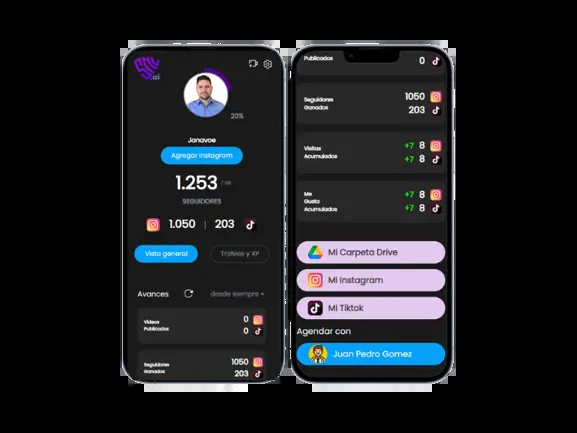 .ai
20%
Jonavoe
Agregar Instagram
1.253
SEGUIDORES
1.050 | 203
Vista general
Trofeos y XP
Avances
desde siempre
Videos
Publicados
0
0
Seguidores
Ganados
1050
203
Publicados
0
Seguidores
Ganados
1050
203
Visitas
Acumulados
+7 8
+7 8
Me
Gusta
Acumulados
+7 8
+7 8
Mi Carpeta Drive
Mi Instagram
Mi Tiktok
Agendar con
Juan Pedro Gomez